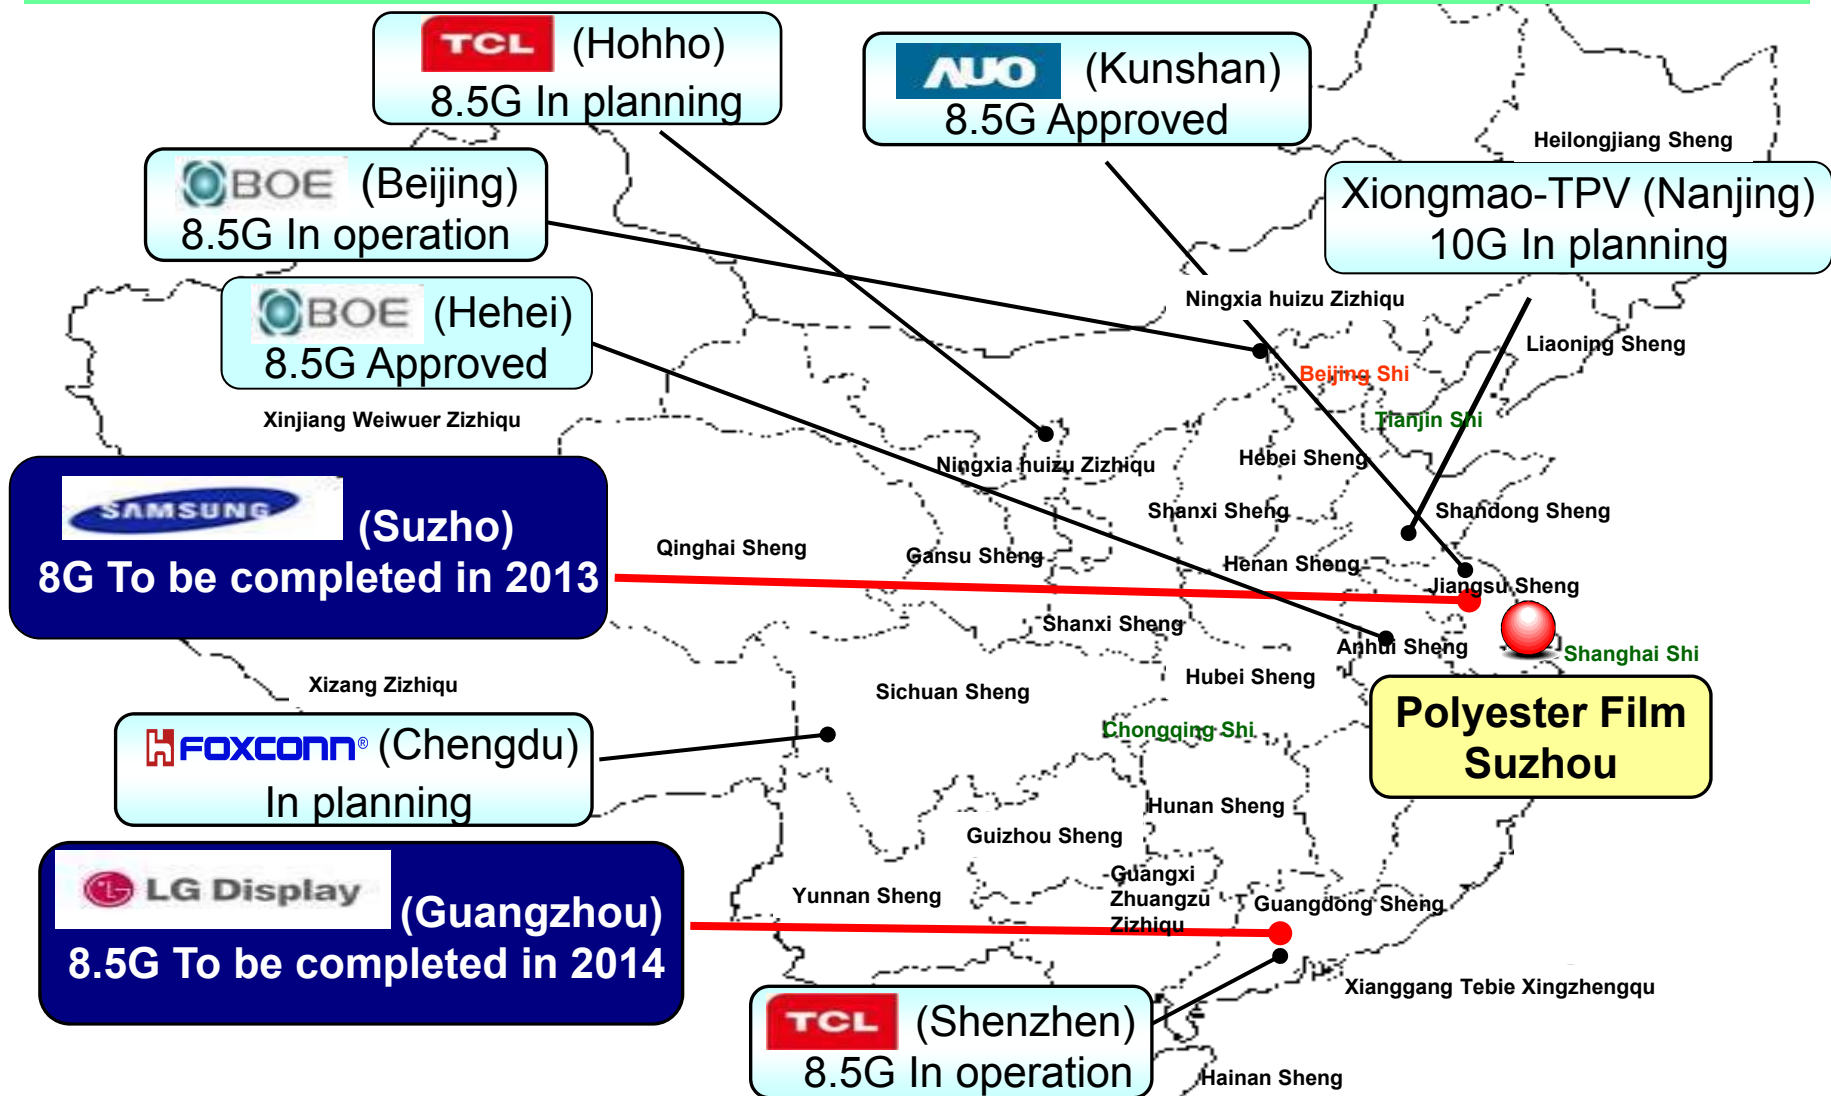 TCL (Hohho)
8.5G In planning
AUO (Kunshan)
8.5G Approved
Heilongjiang Sheng
BOE (Beijing)
8.5G In operation
Xiongmao-TPV (Nanjing)
10G In planning
BOE (Hehei)
8.5G Approved
Ningxia huizu Zizhiqu
Liaoning Sheng
Beijing Shi
Tianjin Shi
Xinjiang Weiwuer Zizhiqu
Ningxia huizu Zizhiqu
Hebei Sheng
SAMSUNG (Suzho)
8G To be completed in 2013
Shanxi Sheng
Shandong Sheng
Qinghai Sheng
Gansu Sheng
Henan Sheng
Jiangsu Sheng
Shanxi Sheng
Anhui Sheng
Shanghai Shi
Xizang Zizhiqu
Sichuan Sheng
Hubei Sheng
Polyester Film
Suzhou
FOXCONN® (Chengdu)
In planning
Chongqing Shi
Hunan Sheng
Guizhou Sheng
LG Display (Guangzhou)
8.5G To be completed in 2014
Yunnan Sheng
Guangxi
Zhuangzu
Zizhiqu
Guangdong Sheng
Xianggang Tebie Xingzhengqu
TCL (Shenzhen)
8.5G In operation
Hainan Sheng